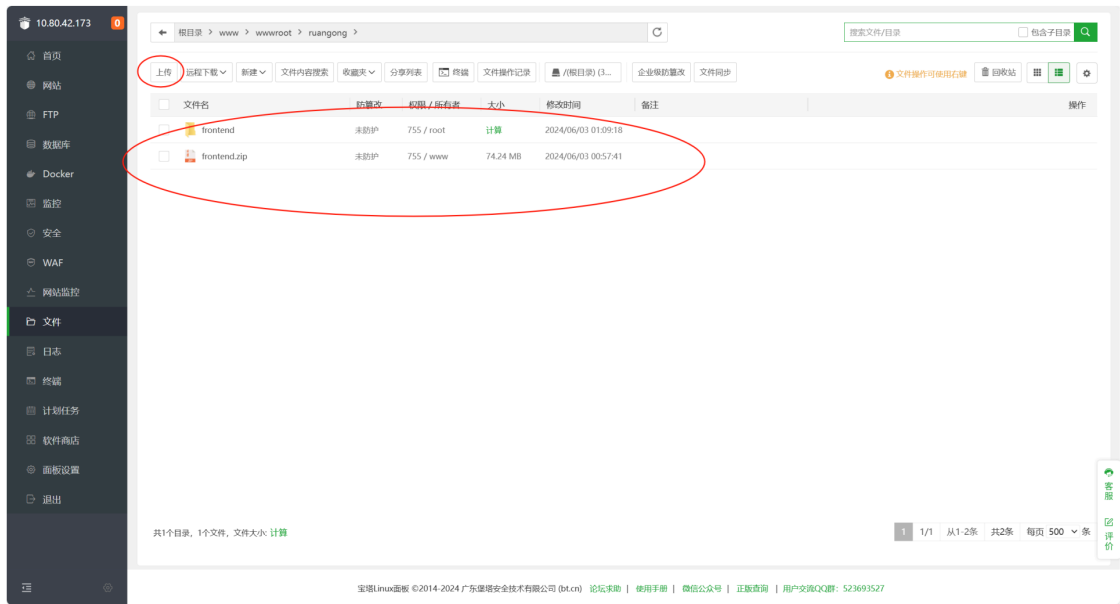 10.80.42.173 0
首页
网站
FTP
数据库
Docker
监控
安全
WAF
网站监控
文件
日志
终端
计划任务
软件商店
面板设置
退出
根目录 > www > wwwroot > ruangong >
搜索文件/目录 包含子目录
上传 远程下载 新建 文件内容搜索 收藏夹 分享列表 终端 文件操作记录 /(根目录) (3... 企业级防篡改 文件同步 文件操作可使用右键 回收站
文件名 防篡改 权限 / 所有者 大小 修改时间 备注 操作
frontend 未防护 755 / root 计算 2024/06/03 01:09:18
frontend.zip 未防护 755 / www 74.24 MB 2024/06/03 00:57:41
客服
评价
共1个目录，1个文件，文件大小: 计算 1 1/1 从1-2条 共2条 每页 500 条
宝塔Linux面板 ©2014-2024 广东堡塔安全技术有限公司 (bt.cn) 论坛求助 | 使用手册 | 微信公众号 | 正版查询 | 用户交流QQ群：523693527